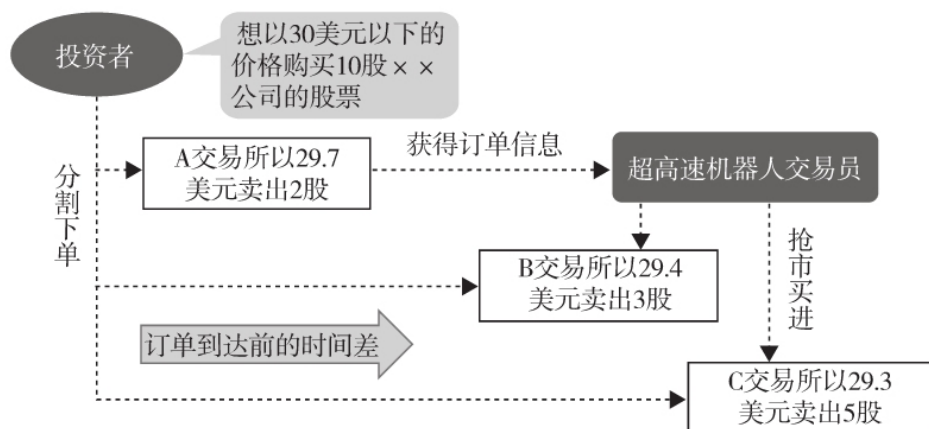 投资者
想以30美元以下的
价格购买10股××
公司的股票
分割下单
A交易所以29.7
美元卖出2股
获得订单信息
超高速机器人交易员
B交易所以29.4
美元卖出3股
抢市买进
订单到达前的时间差
C交易所以29.3
美元卖出5股